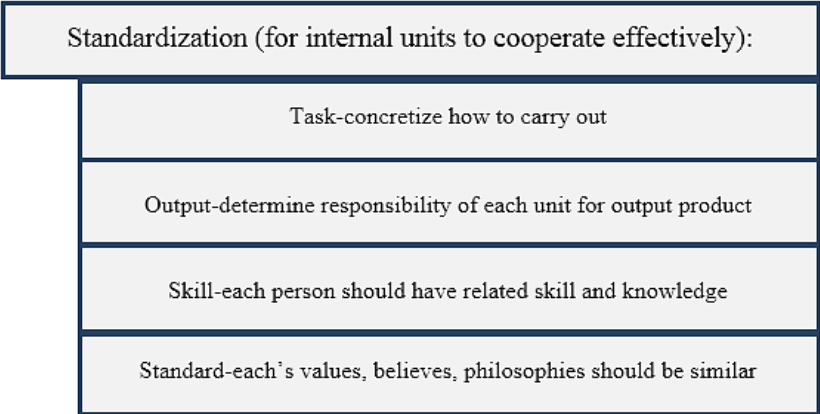 Standardization (for internal units to cooperate effectively):
Task-concretize how to carry out
Output-determine responsibility of each unit for output product
Skill-each person should have related skill and knowledge
Standard-each’s values, believes, philosophies should be similar